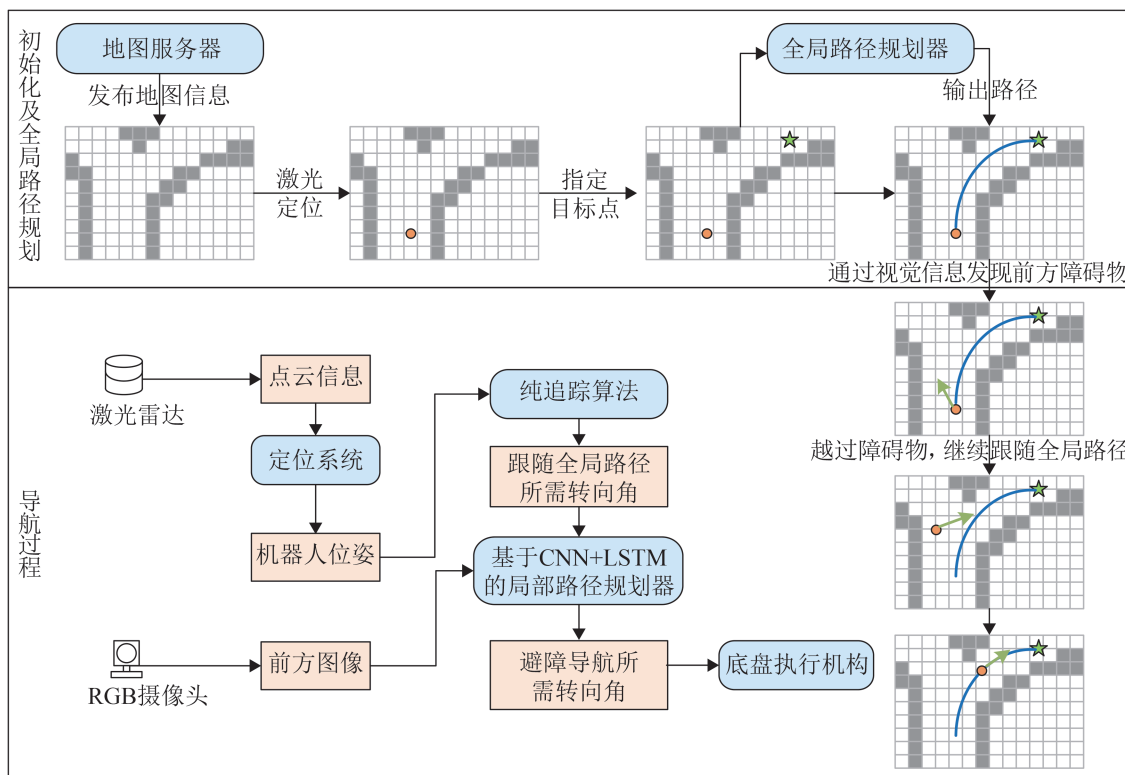 初始化及全局路径规划
地图服务器
发布地图信息
激光
定位
指定
目标点
全局路径规划器
输出路径
通过视觉信息发现前方障碍物
导航过程
激光雷达
点云信息
定位系统
机器人位姿
RGB摄像头
前方图像
纯追踪算法
跟随全局路径
所需转向角
基于CNN+LSTM
的局部路径规划器
避障导航所
需转向角
底盘执行机构
越过障碍物,继续跟随全局路径